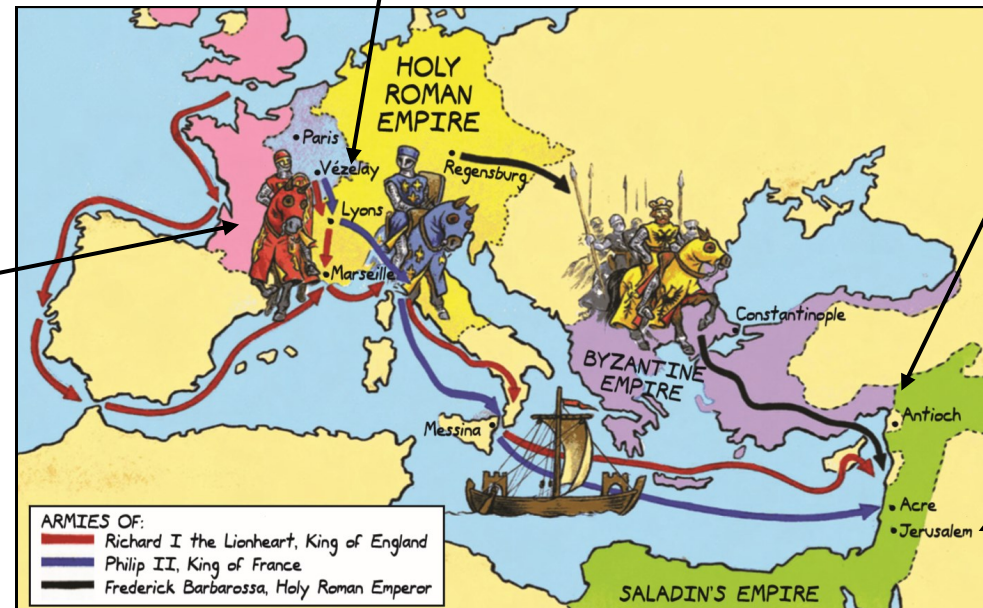 HOLY
ROMAN
EMPIRE
Paris
Vézelay
Regensburg
Lyons
Marseille
Constantinople
BYZANTINE
EMPIRE
Antioch
Messina
Acre
Jerusalem
SALADIN'S EMPIRE
ARMIES OF:
Richard I the Lionheart, King of England
Philip II, King of France
Frederick Barbarossa, Holy Roman Emperor